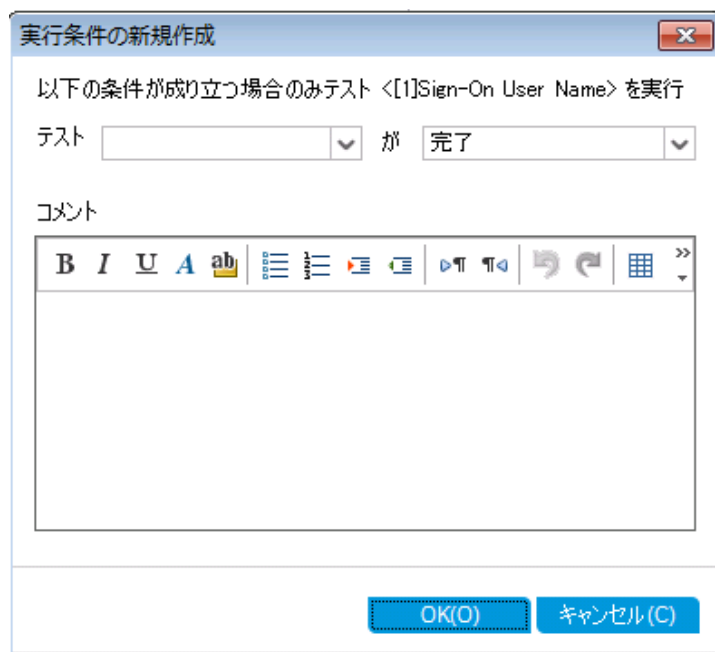 実行条件の新規作成
以下の条件が成り立つ場合のみテスト <[1]Sign-On User Name> を実行
テスト が 完了
コメント
B I U A ab
OK(O) キャンセル(C)